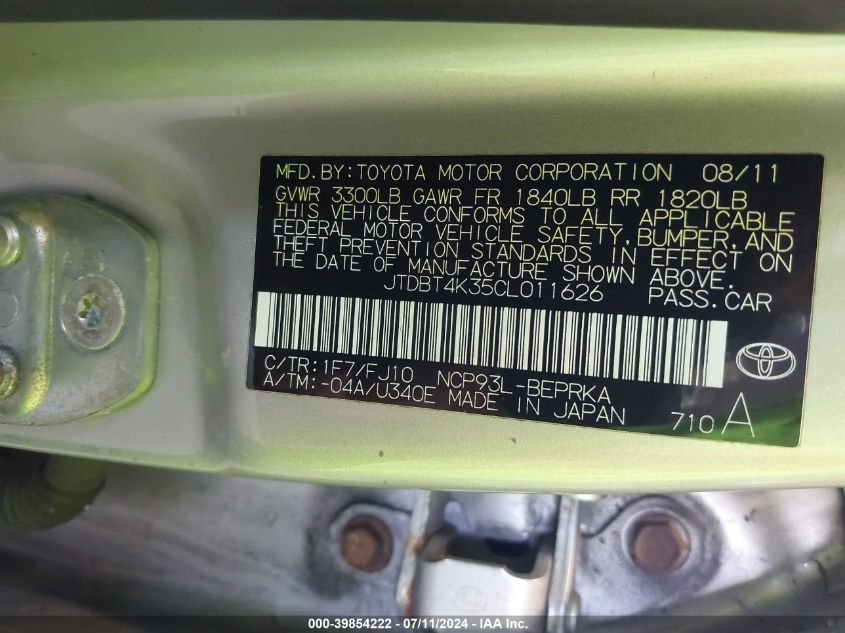 MFD.BY:TOYOTA MOTOR CORPORATION 08/11
GVWR 3300LB GAWR FR 1840LB RR 1820LB
THIS VEHICLE CONFORMS TO ALL APPLICABLE
FEDERAL MOTOR VEHICLE SAFETY,BUMPER,AND
THEFT PREVENTION STANDARDS IN EFFECT ON
THE DATE OF MANUFACTURE SHOWN ABOVE.
JTDBT4K35CL011626 PASS.CAR
C/TR:1F7/FJ10 NCP93L-BEPRKA
A/TM:-04A/U340E MADE IN JAPAN 710 A
000-39854222 - 07/11/2024 - IAA Inc.